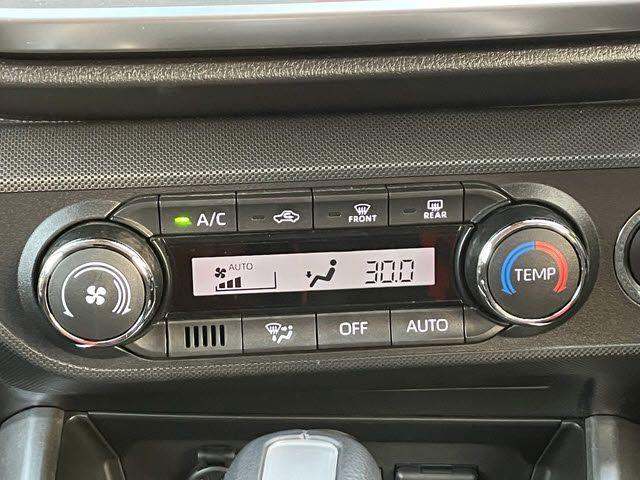 A/C
FRONT
REAR
AUTO
30.0
TEMP
OFF
AUTO